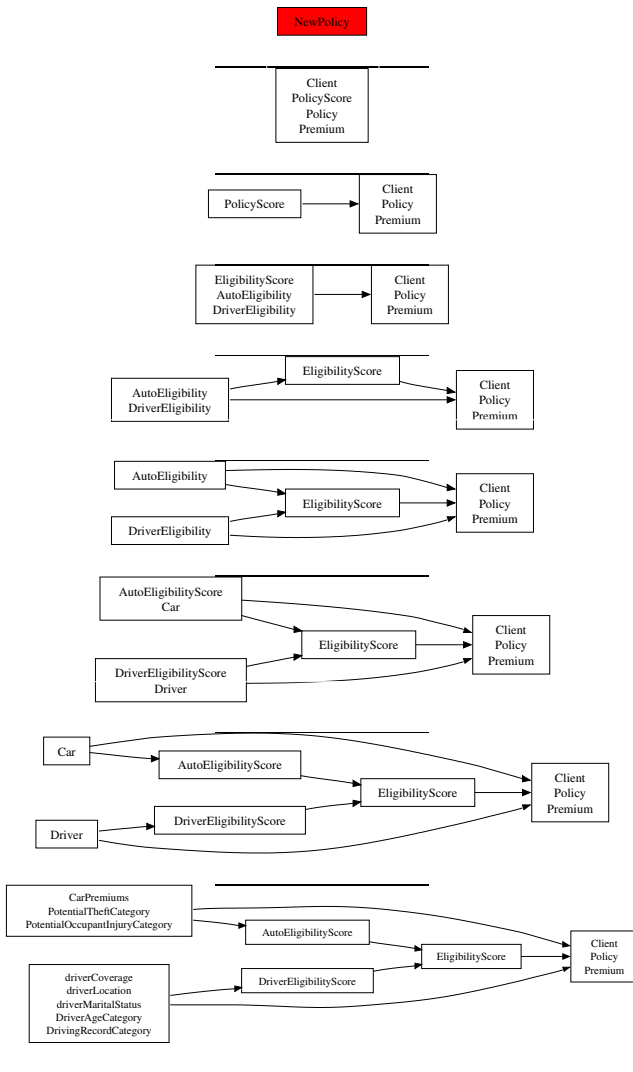 NewPolicy
Client
PolicyScore
Policy
Premium
PolicyScore
Client
Policy
Premium
EligibilityScore
AutoEligibility
DriverEligibility
Client
Policy
Premium
EligibilityScore
AutoEligibility
DriverEligibility
Client
Policy
Premium
AutoEligibility
EligibilityScore
DriverEligibility
Client
Policy
Premium
AutoEligibilityScore
Car
EligibilityScore
DriverEligibilityScore
Driver
Client
Policy
Premium
Car
AutoEligibilityScore
EligibilityScore
DriverEligibilityScore
Driver
Client
Policy
Premium
CarPremiums
PotentialTheftCategory
PotentialOccupantInjuryCategory
AutoEligibilityScore
EligibilityScore
DriverEligibilityScore
driverCoverage
driverLocation
driverMaritalStatus
DriverAgeCategory
DrivingRecordCategory
Client
Policy
Premium